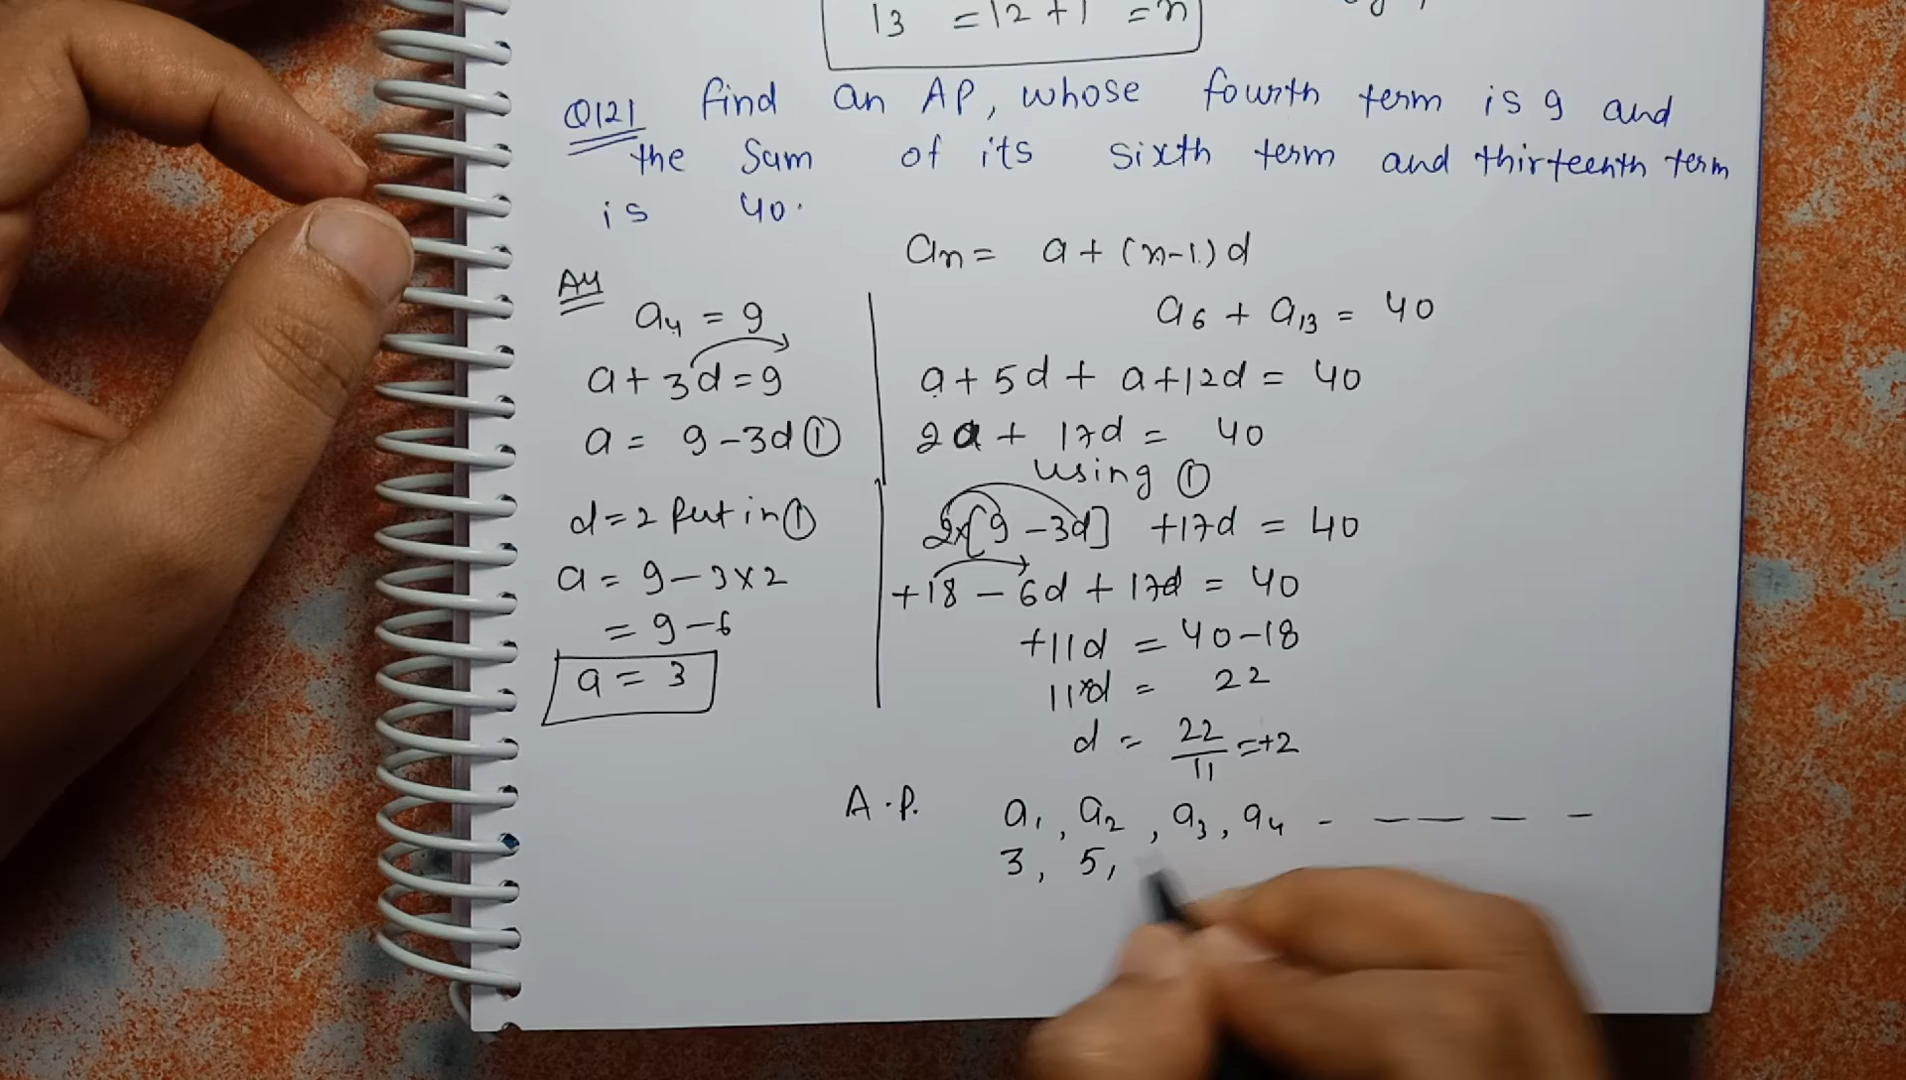 13 = 12 + 1 = n
Q12| find an AP, whose fourth term is 9 and
the sum of its sixth term and thirteenth term
is 40.
an = a + (n-1)d
a4 = 9
a + 3d = 9
a = 9 - 3d ①
d = 2 Put in ①
a = 9 - 3 × 2
= 9 - 6
a = 3
a6 + a13 = 40
a + 5d + a + 12d = 40
2a + 17d = 40
using ①
2×[9 - 3d] + 17d = 40
+18 - 6d + 17d = 40
+11d = 40 - 18
11×d = 22
d = 22/11 = +2
A.P. a1, a2, a3, a4 - - - - -
3, 5,